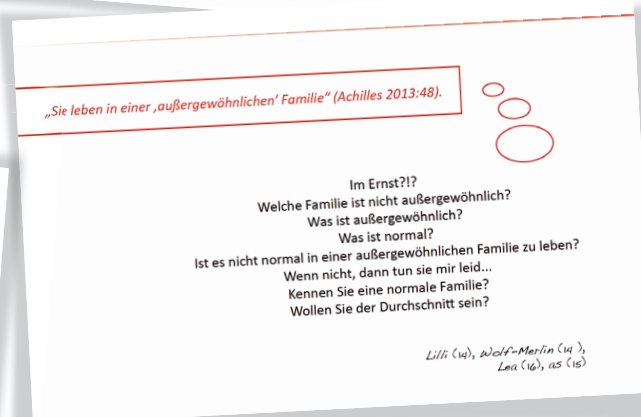 „Sie leben in einer ‚außergewöhnlichen‘ Familie“ (Achilles 2013:48).
Im Ernst?!?
Welche Familie ist nicht außergewöhnlich?
Was ist außergewöhnlich?
Was ist normal?
Ist es nicht normal in einer außergewöhnlichen Familie zu leben?
Wenn nicht, dann tun sie mir leid...
Kennen Sie eine normale Familie?
Wollen Sie der Durchschnitt sein?
Lilli (14), Wolf-Merlin (14 ),
Lea (16), as (15)